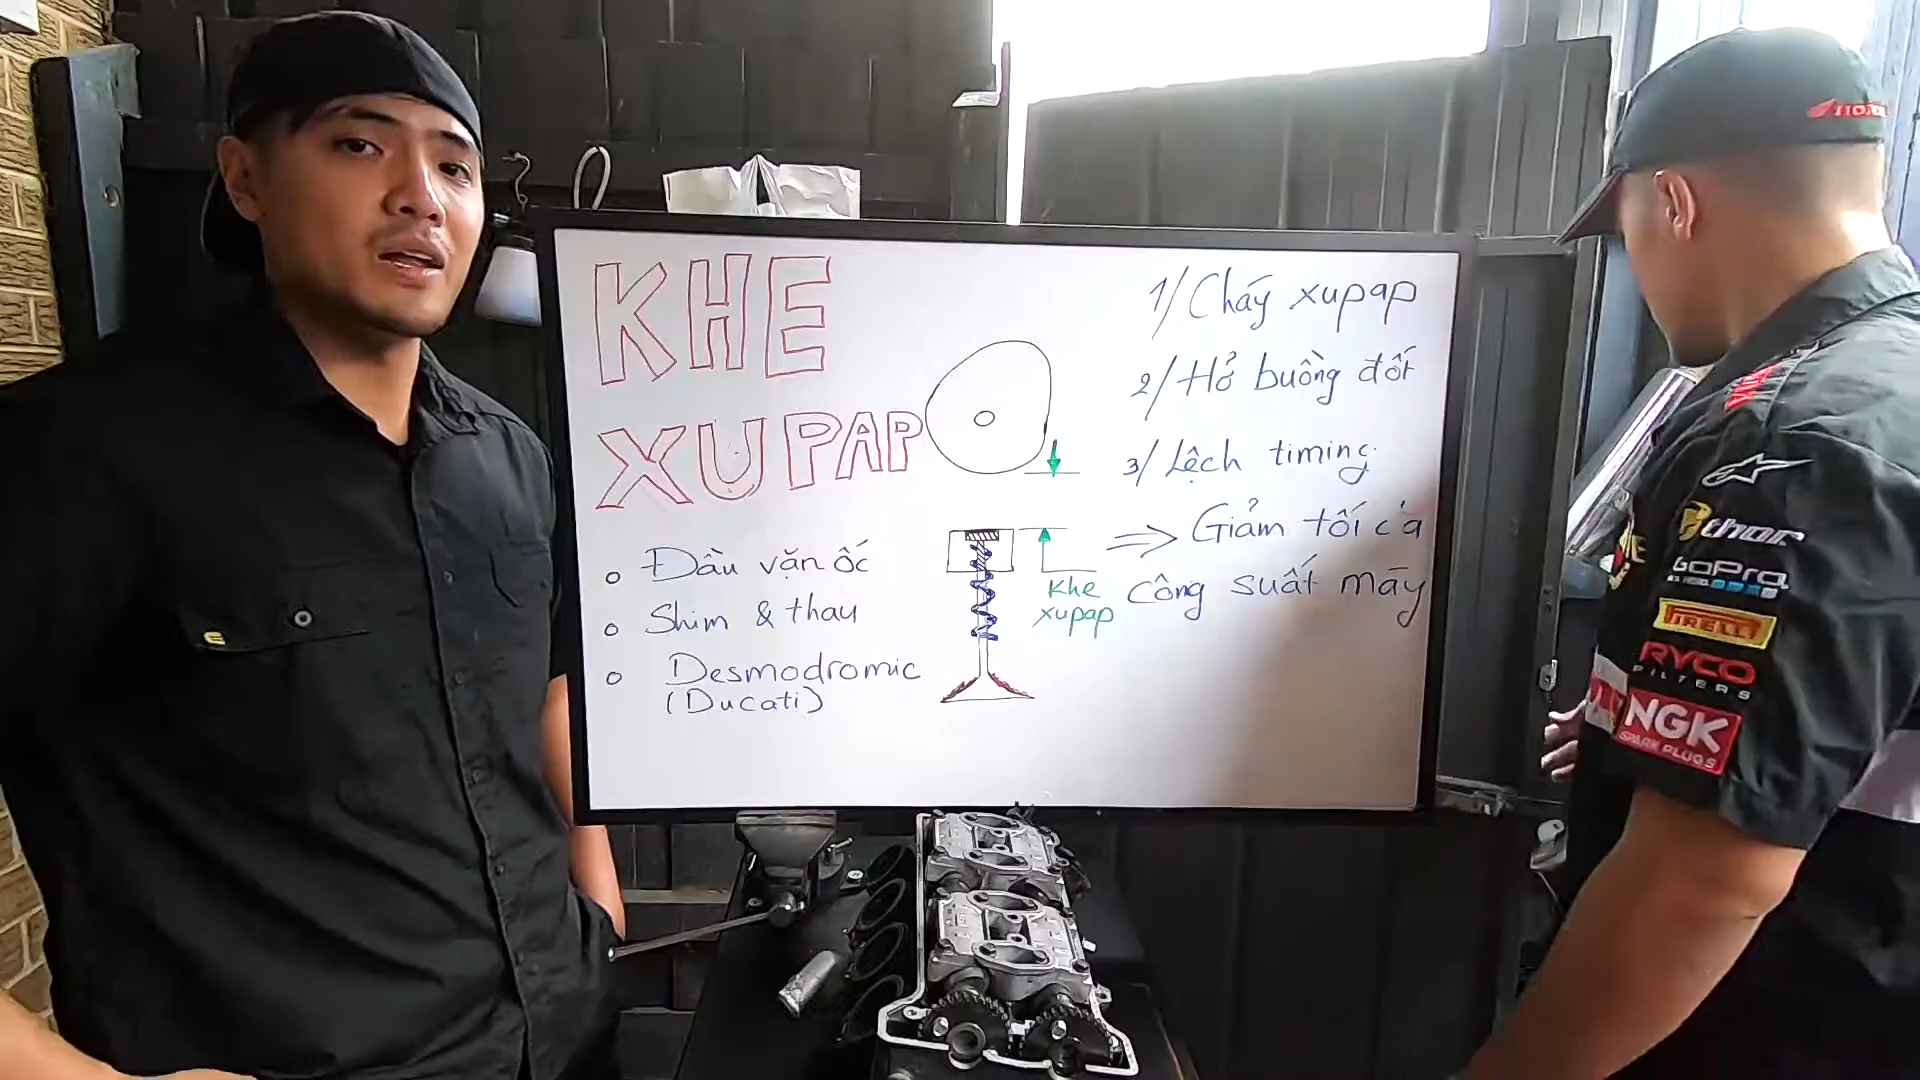 KHE
XUPAP
Đầu vặn ốc
Shim & thay
Desmodromic
(Ducati)
Khe
xupap
1/ Cháy xupap
2/ Hở buồng đốt
3/ Lệch timing
⇒ Giảm tối đa
công suất máy
HONDA
thor
GoPro
PIRELLI
RYCO
FILTERS
NGK
SPARK PLUGS